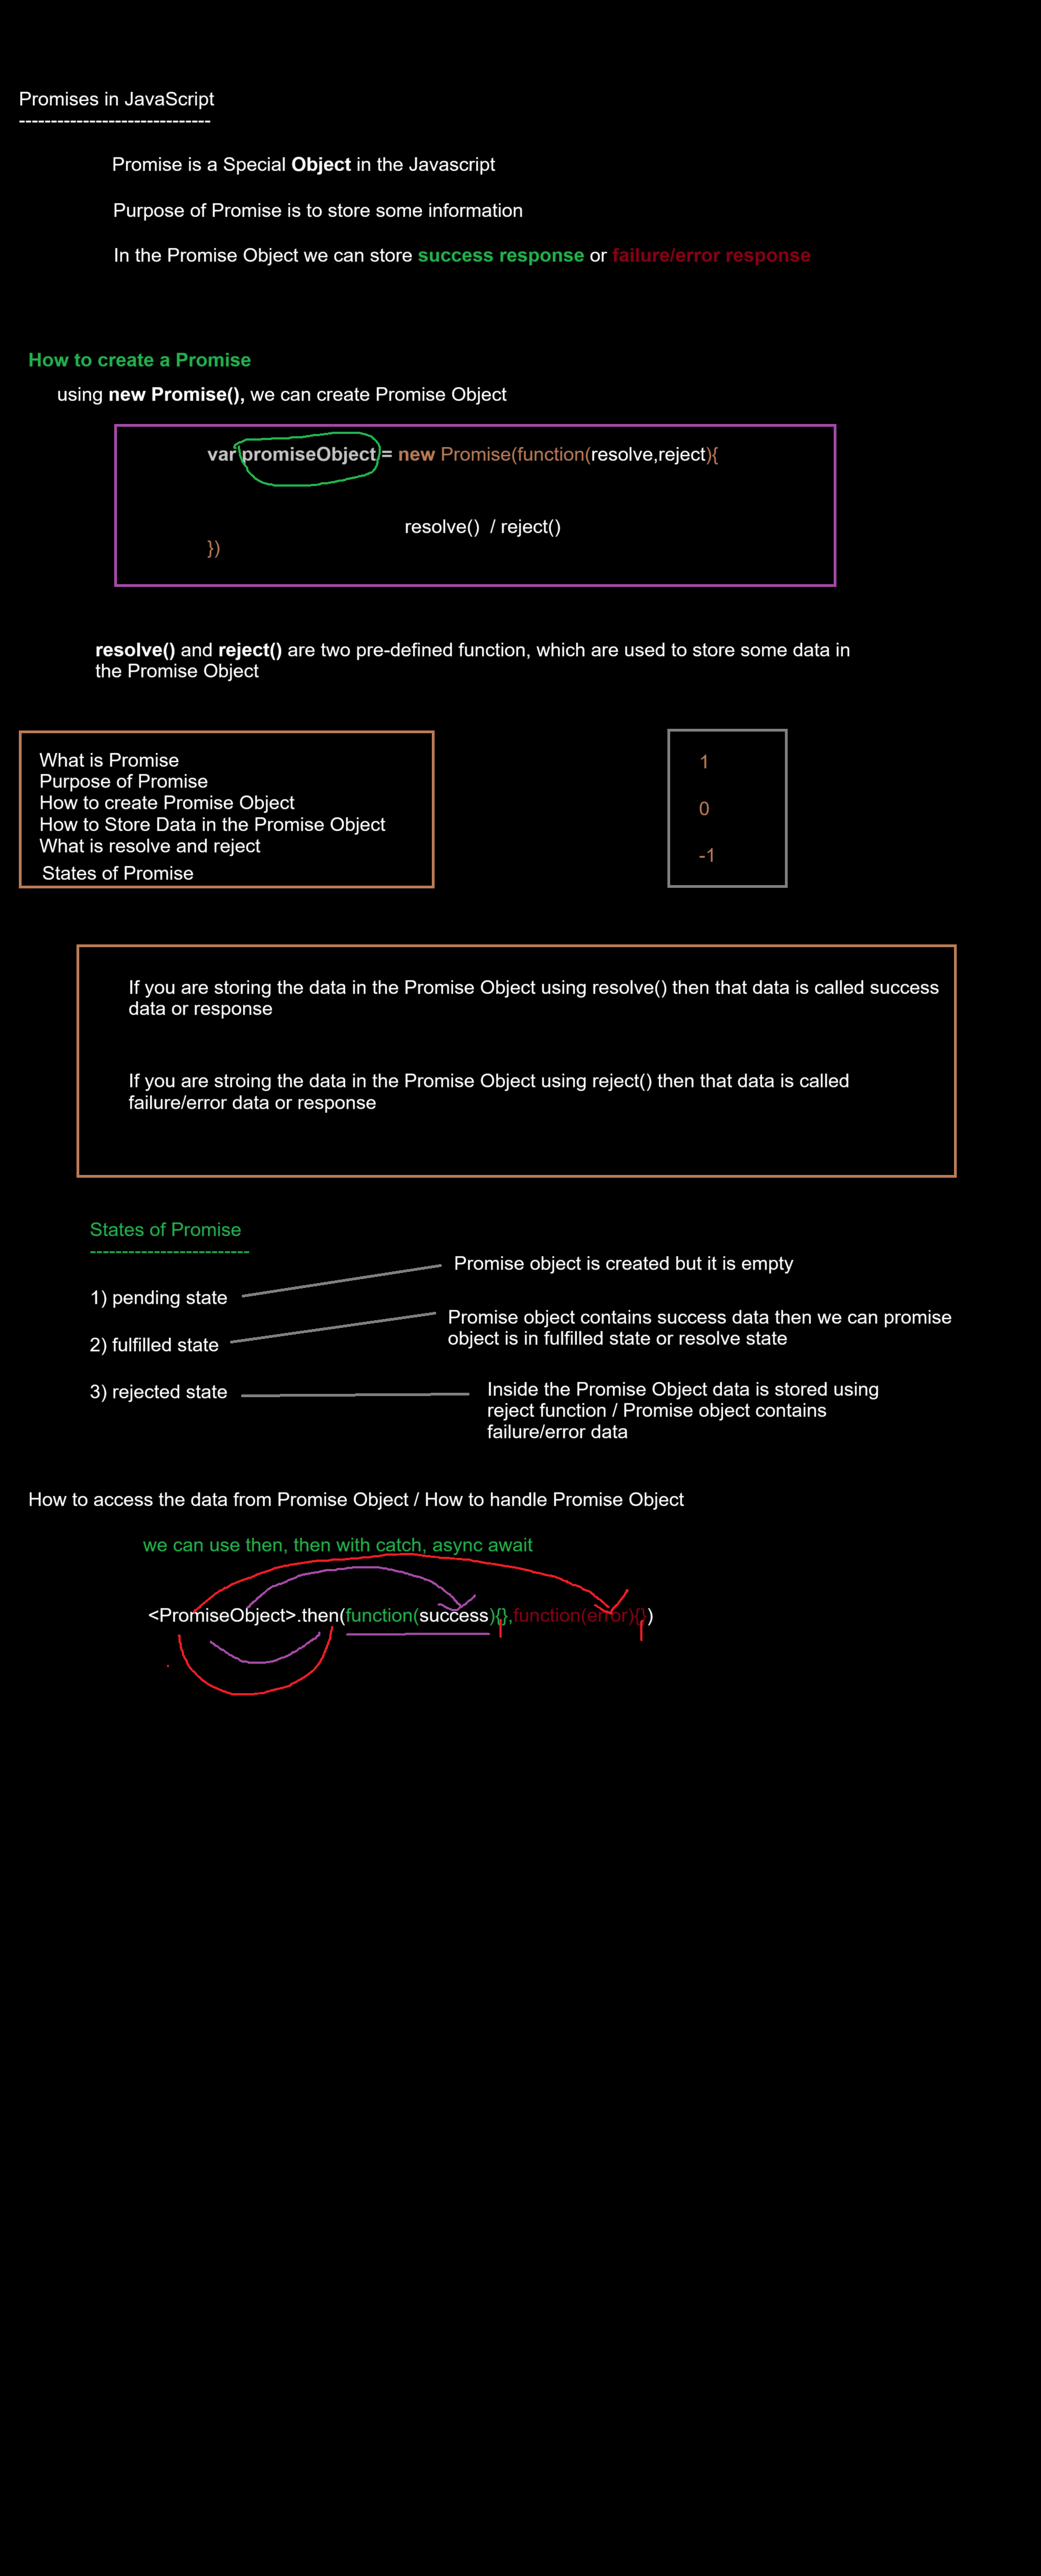 Promises in JavaScript
------------------------------
Promise is a Special Object in the Javascript
Purpose of Promise is to store some information
In the Promise Object we can store success response or failure/error response
How to create a Promise
using new Promise(), we can create Promise Object
var promiseObject = new Promise(function(resolve,reject){
resolve()  / reject()
})
resolve() and reject() are two pre-defined function, which are used to store some data in
the Promise Object
What is Promise
Purpose of Promise
How to create Promise Object
How to Store Data in the Promise Object
What is resolve and reject
States of Promise
1
0
-1
If you are storing the data in the Promise Object using resolve() then that data is called success
data or response
If you are stroing the data in the Promise Object using reject() then that data is called
failure/error data or response
States of Promise
-------------------------
1) pending state
Promise object is created but it is empty
2) fulfilled state
Promise object contains success data then we can promise
object is in fulfilled state or resolve state
3) rejected state
Inside the Promise Object data is stored using
reject function / Promise object contains
failure/error data
How to access the data from Promise Object / How to handle Promise Object
we can use then, then with catch, async await
<PromiseObject>.then(function(success){},function(error){})